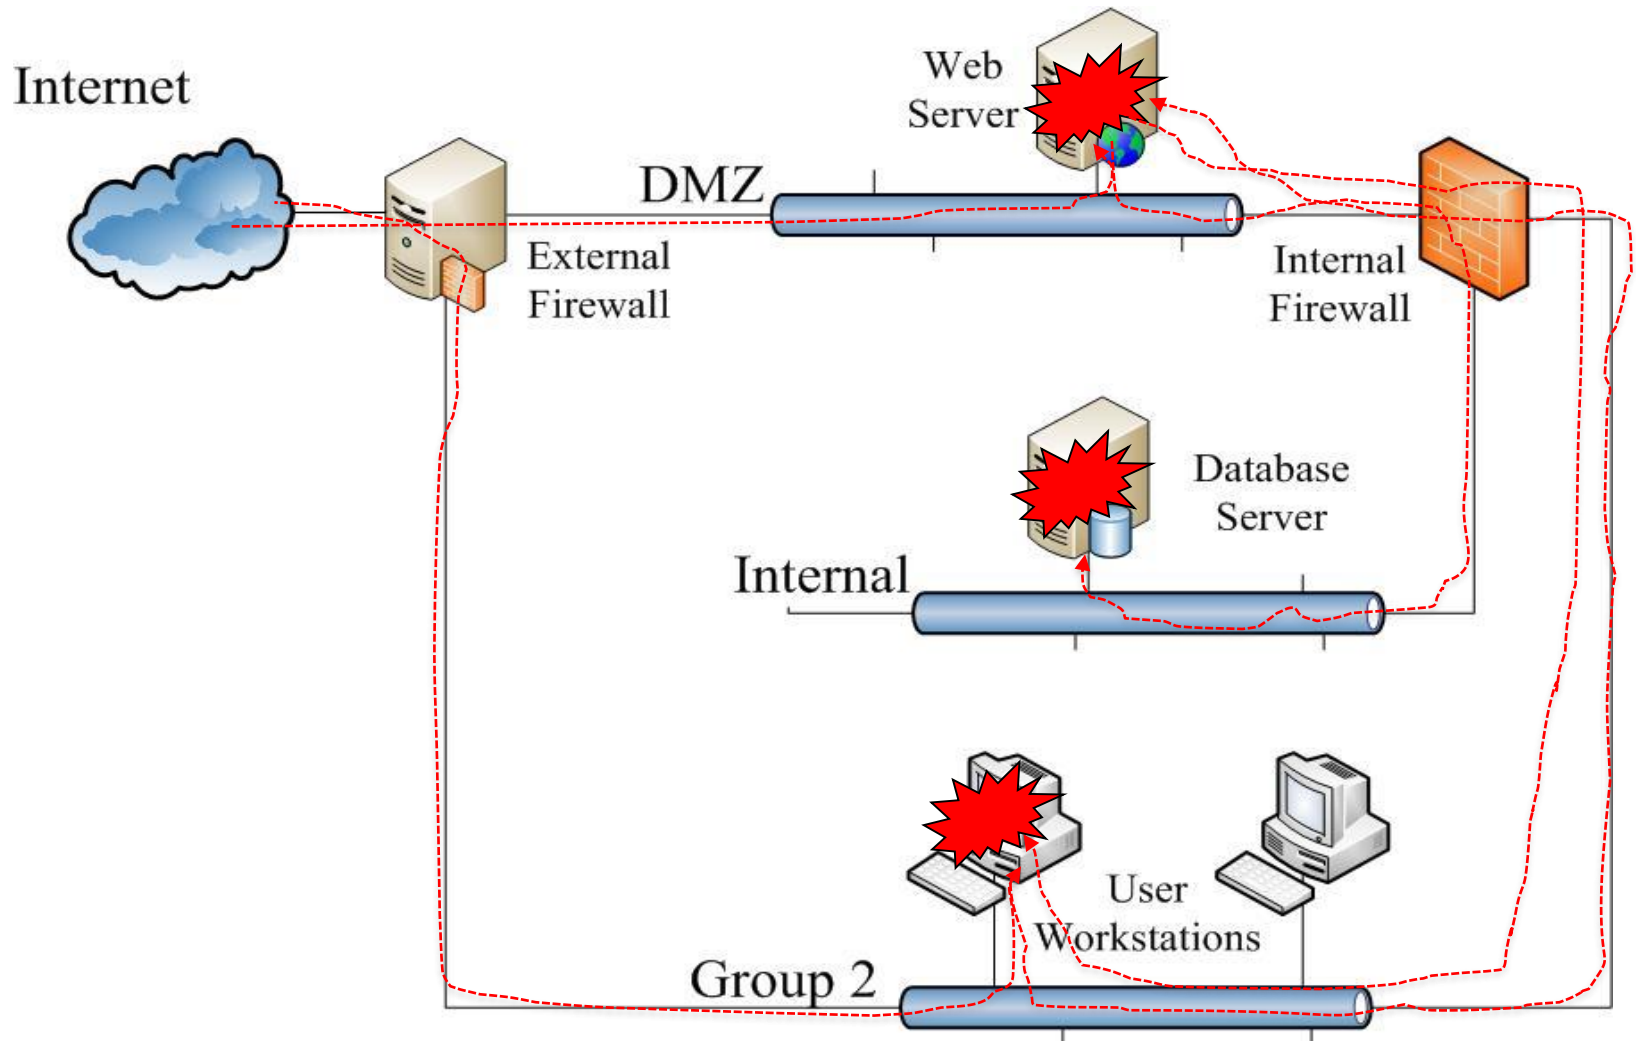 Internet
Web
Server
DMZ
External
Firewall
Internal
Firewall
Database
Server
Internal
User
Workstations
Group 2